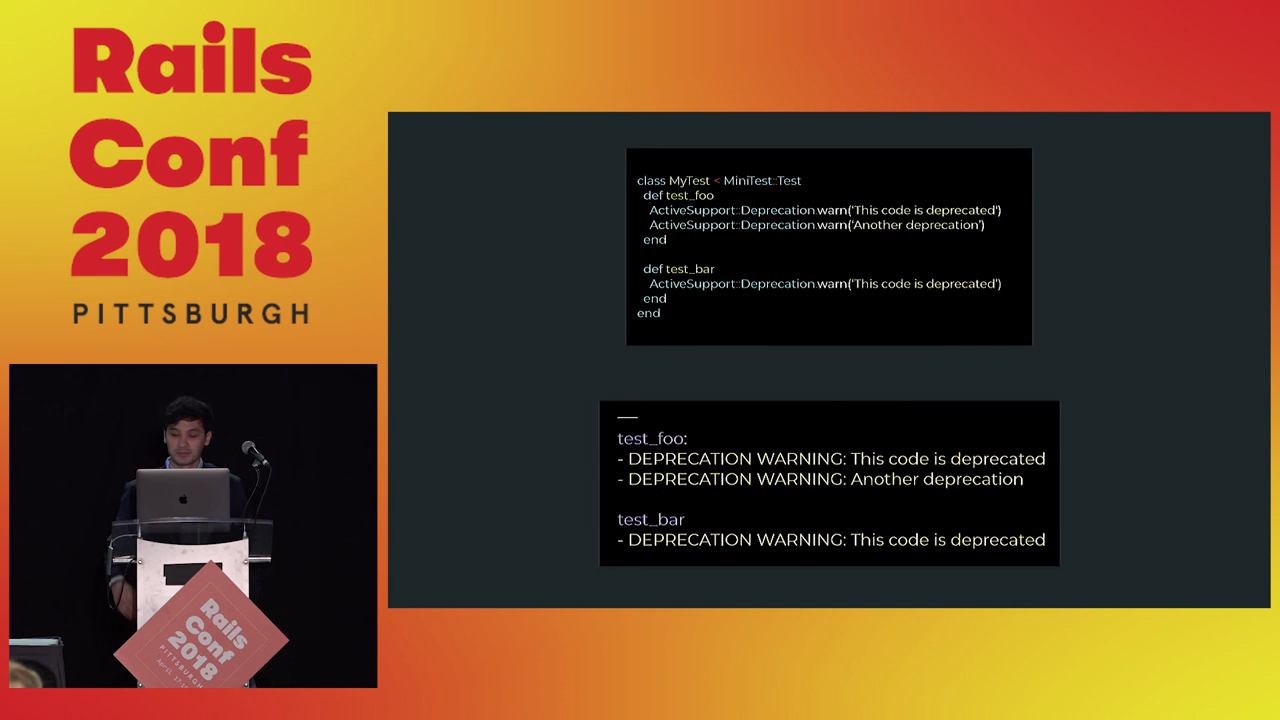 Rails
Conf
2018
PITTSBURGH
class MyTest < MiniTest::Test
def test_foo
ActiveSupport::Deprecation.warn('This code is deprecated')
ActiveSupport::Deprecation.warn('Another deprecation')
end
def test_bar
ActiveSupport::Deprecation.warn('This code is deprecated')
end
end
__
test_foo:
- DEPRECATION WARNING: This code is deprecated
- DEPRECATION WARNING: Another deprecation
test_bar
- DEPRECATION WARNING: This code is deprecated
Rails
Conf
2018
PITTSBURGH